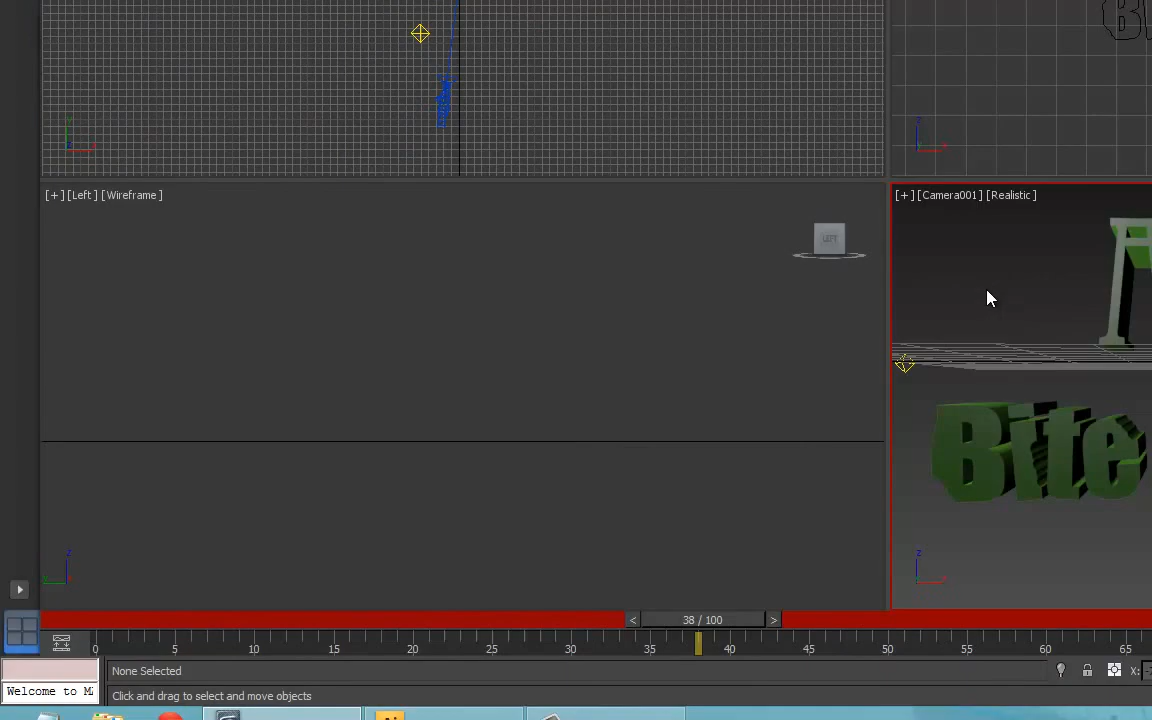 [+] [Left] [Wireframe]
LEFT
[+] [Camera001] [Realistic]
Bite
< 38 / 100 >
0 5 10 15 20 25 30 35 40 45 50 55 60 65
None Selected
X:
Welcome to M
Click and drag to select and move objects